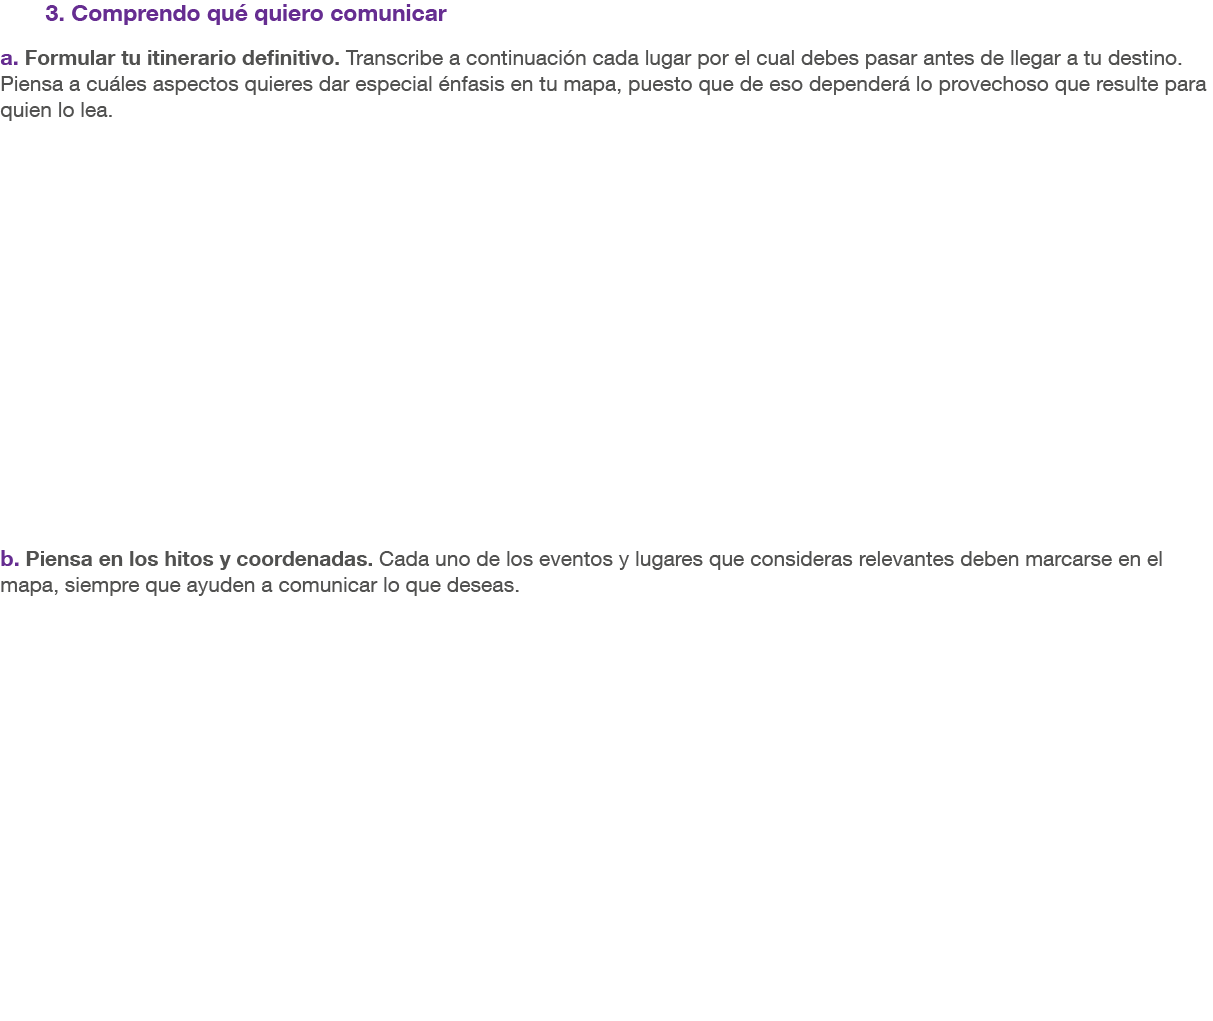 3. Comprendo qué quiero comunicar
a. Formular tu itinerario definitivo. Transcribe a continuación cada lugar por el cual debes pasar antes de llegar a tu destino.
Piensa a cuáles aspectos quieres dar especial énfasis en tu mapa, puesto que de eso dependerá lo provechoso que resulte para
quien lo lea.
b. Piensa en los hitos y coordenadas. Cada uno de los eventos y lugares que consideras relevantes deben marcarse en el
mapa, siempre que ayuden a comunicar lo que deseas.